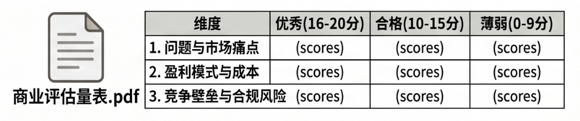 维度 优秀(16-20分) 合格(10-15分) 薄弱(0-9分)
1. 问题与市场痛点 (scores) (scores) (scores)
2. 盈利模式与成本 (scores) (scores) (scores)
3. 竞争壁垒与合规风险 (scores) (scores) (scores)
商业评估量表.pdf